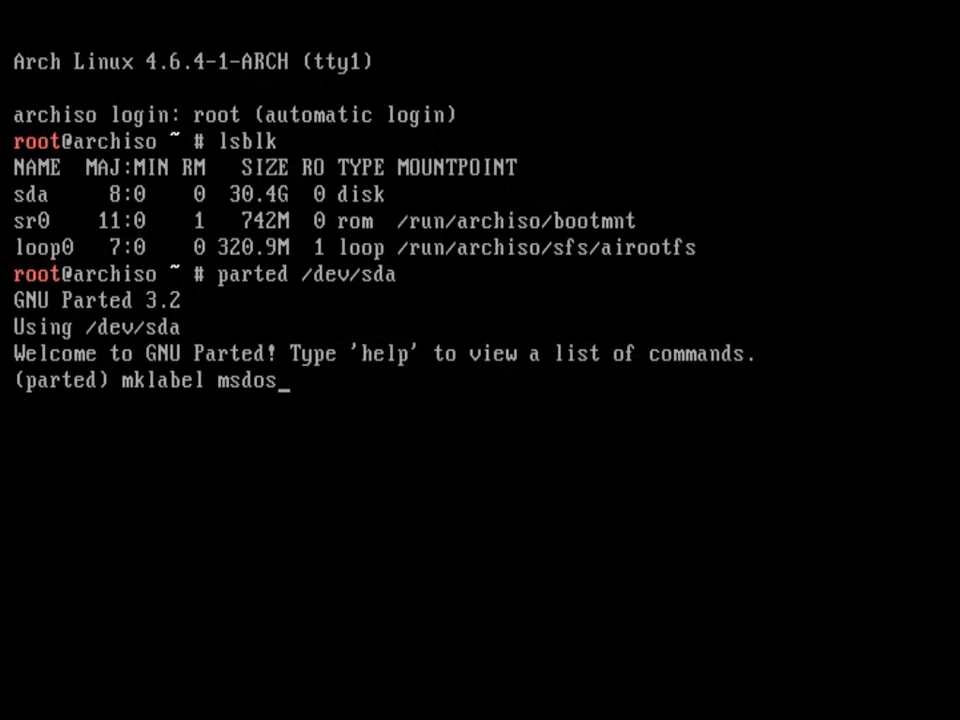 Arch Linux 4.6.4-1-ARCH (tty1)
archiso login: root (automatic login)
root@archiso ~ # lsblk
NAME  MAJ:MIN RM   SIZE RO TYPE MOUNTPOINT
sda     8:0    0  30.4G  0 disk
sr0    11:0    1   742M  0 rom  /run/archiso/bootmnt
loop0   7:0    0 320.9M  1 loop /run/archiso/sfs/airootfs
root@archiso ~ # parted /dev/sda
GNU Parted 3.2
Using /dev/sda
Welcome to GNU Parted! Type 'help' to view a list of commands.
(parted) mklabel msdos_